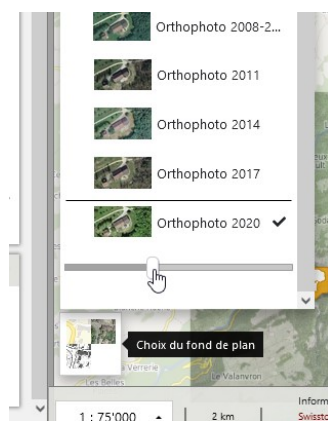 Orthophoto 2008-2...
Orthophoto 2011
Orthophoto 2014
Orthophoto 2017
Orthophoto 2020
Choix du fond de plan
Verrerie
Les Belles
Le Valanvron
1 : 75'000
2 km
Inform
Swissto